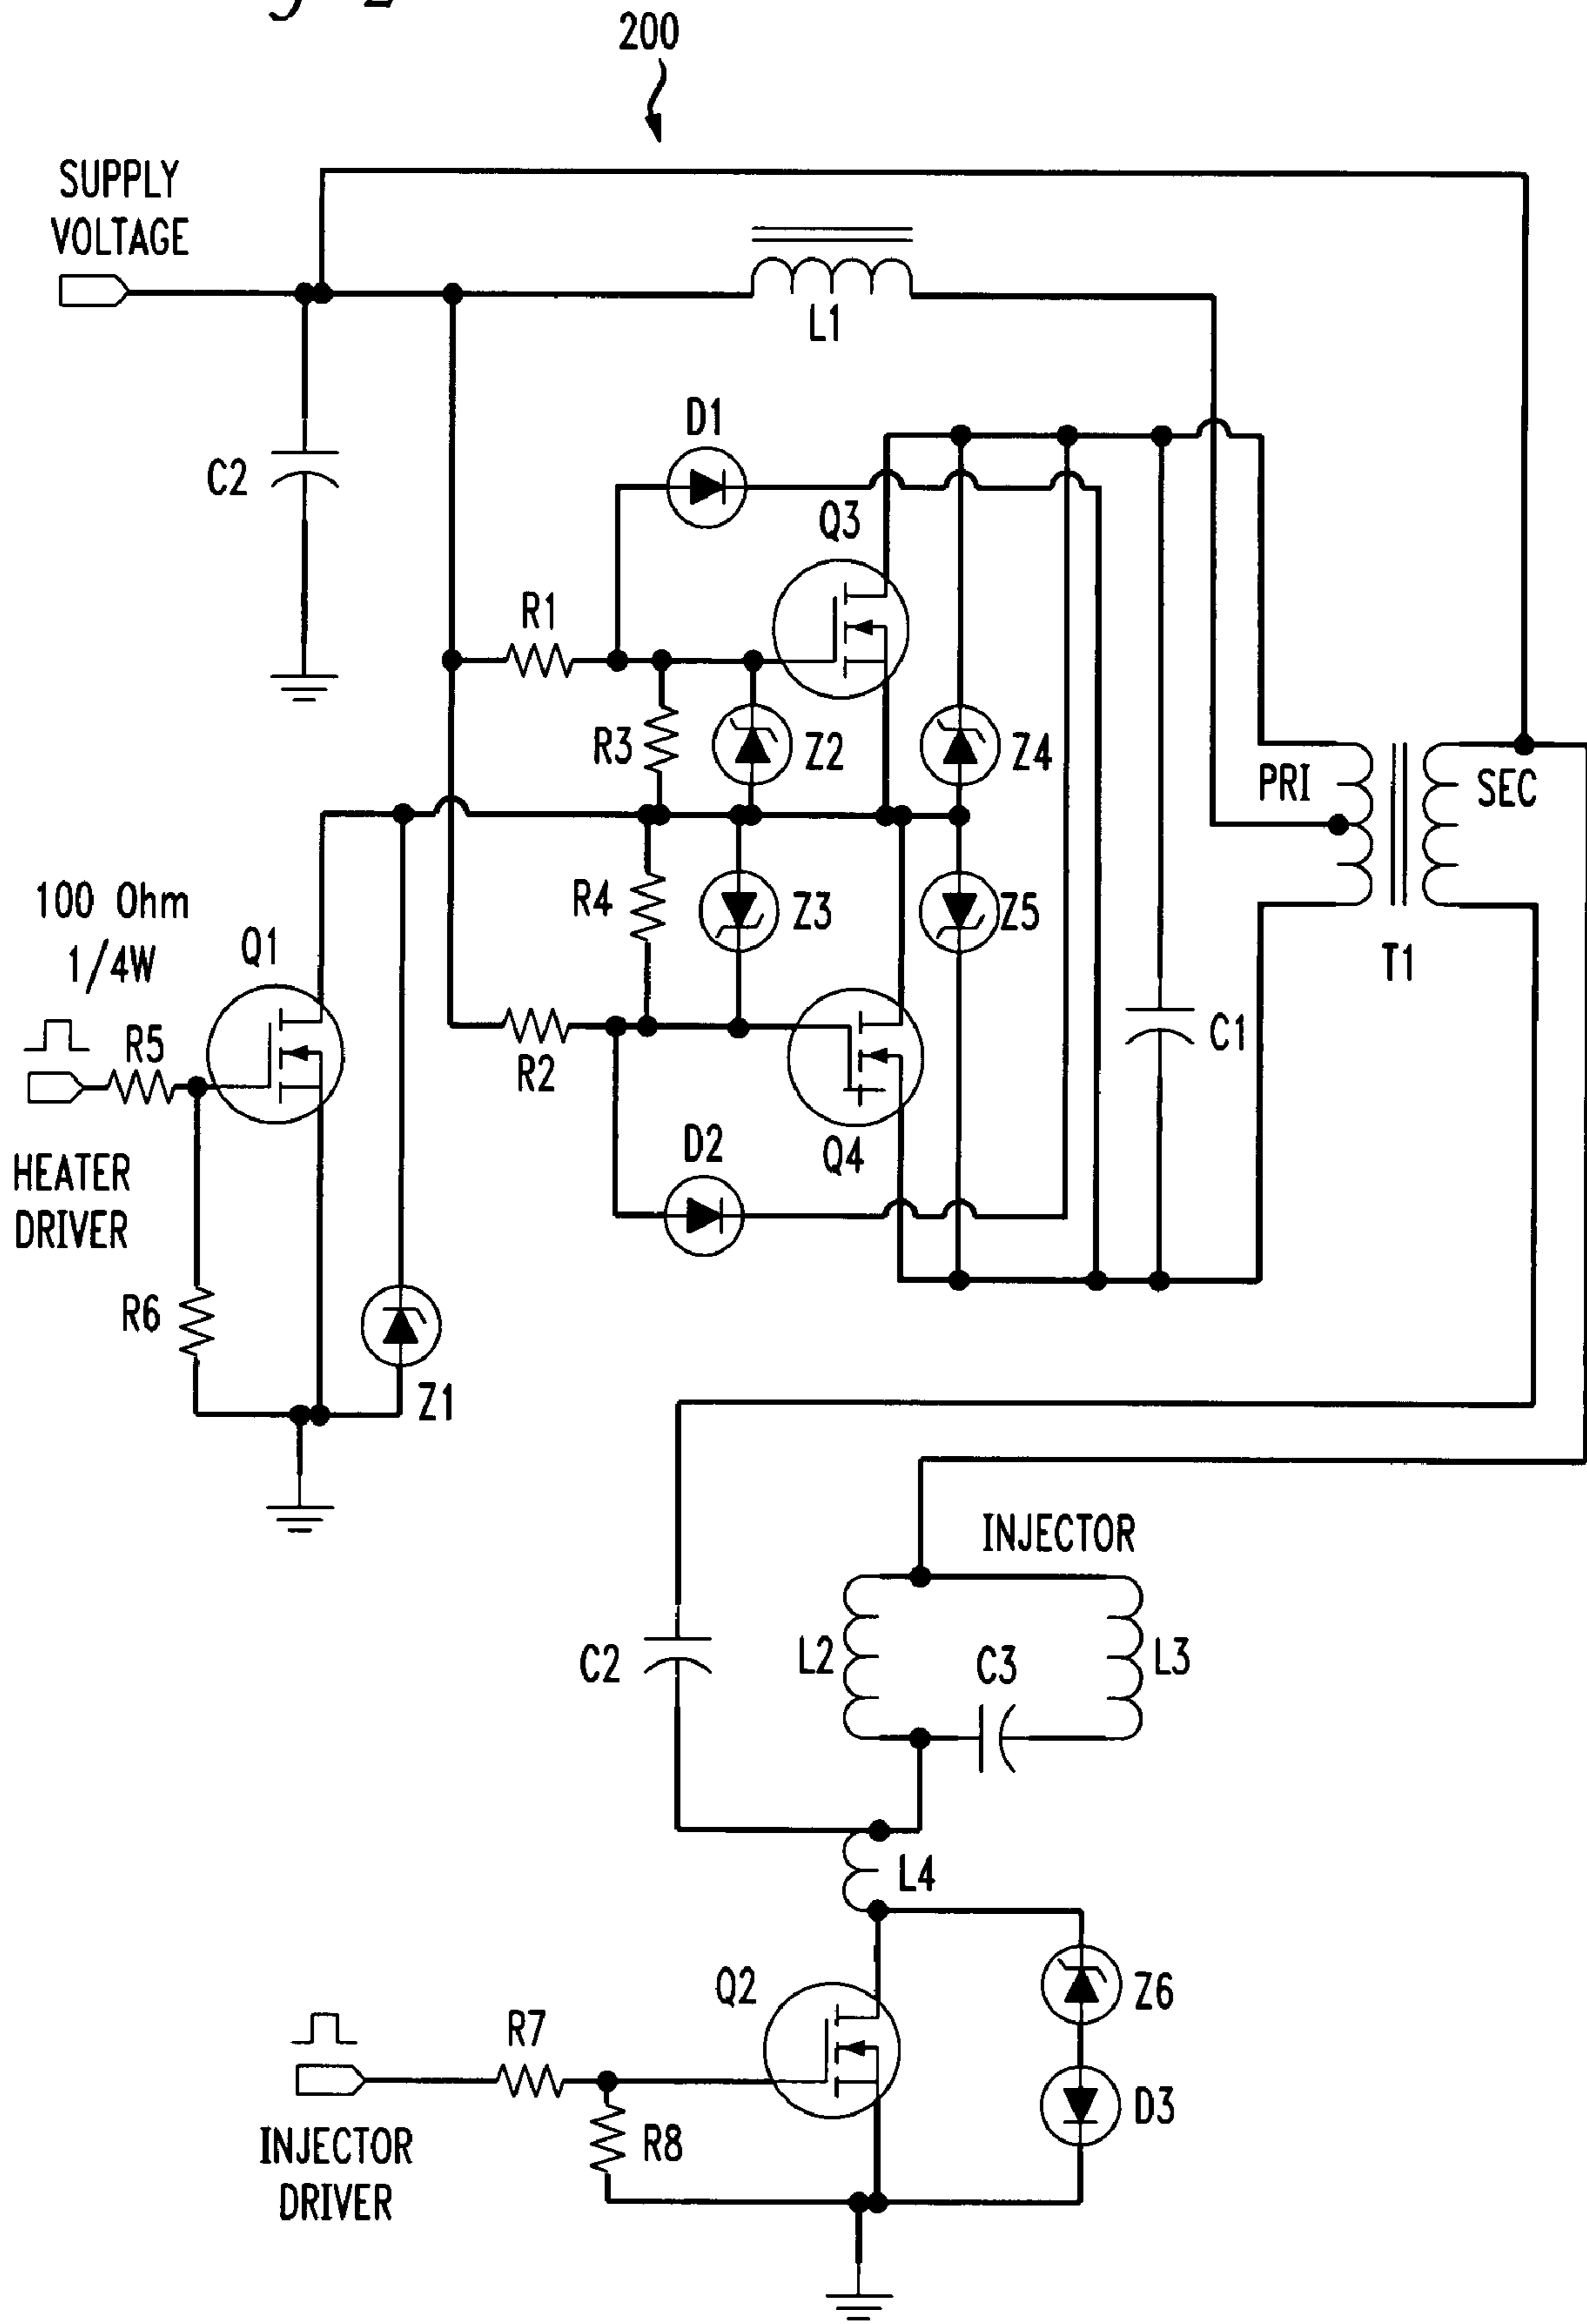 200
SUPPLY
VOLTAGE
L1
D1
C2
Q3
R1
R3
Z2
Z4
PRI
SEC
100 Ohm
1/4W
Q1
R4
Z3
Z5
T1
R5
R2
C1
HEATER
DRIVER
D2
Q4
R6
Z1
INJECTOR
C2
L2
C3
L3
L4
Q2
Z6
R7
D3
INJECTOR
DRIVER
R8